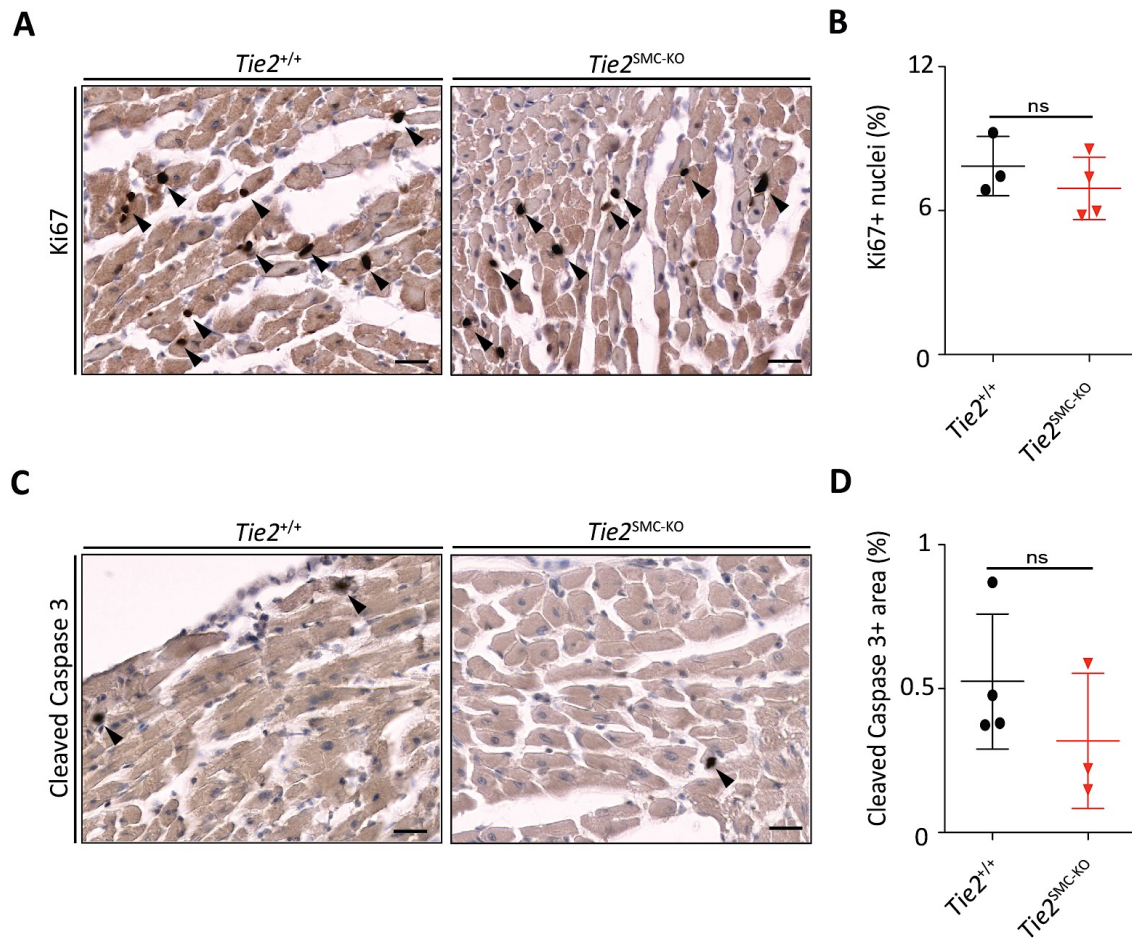 A
Tie2+/+
Tie2SMC-KO
Ki67
B
Ki67+ nuclei (%)
12
6
0
ns
Tie2+/+
Tie2SMC-KO
C
Tie2+/+
Tie2SMC-KO
Cleaved Caspase 3
D
Cleaved Caspase 3+ area (%)
1
0.5
0
ns
Tie2+/+
Tie2SMC-KO